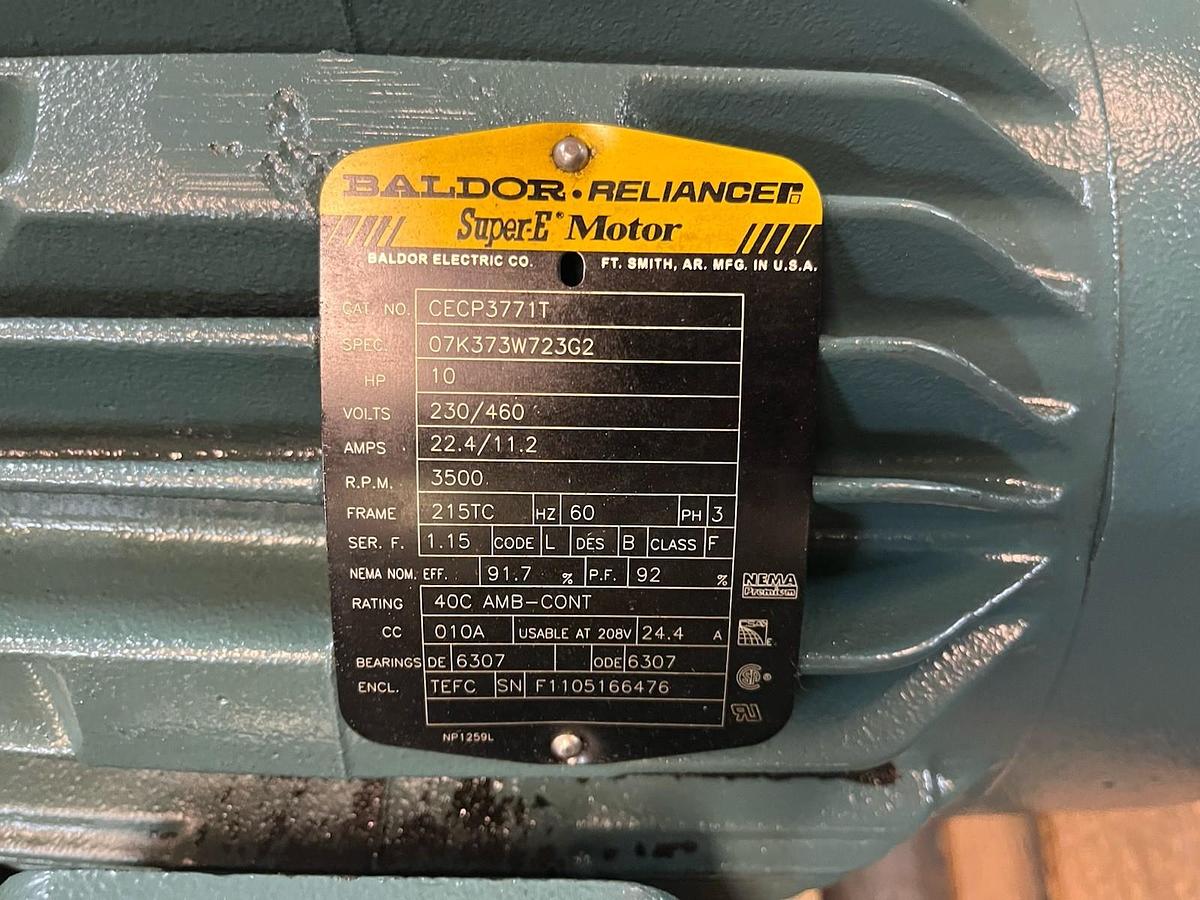 BALDOR • RELIANCER
Super-E® Motor
BALDOR ELECTRIC CO. FT. SMITH, AR. MFG. IN U.S.A.
CAT. NO. CECP3771T
SPEC. 07K373W723G2
HP 10
VOLTS 230/460
AMPS 22.4/11.2
R.P.M. 3500
FRAME 215TC HZ 60 PH 3
SER. F. 1.15 CODE L DES B CLASS F
NEMA NOM. EFF. 91.7 % P.F. 92 %
NEMA
Premium
RATING 40C AMB-CONT
CC 010A USABLE AT 208V 24.4 A
BEARINGS DE 6307 ODE 6307
ENCL. TEFC SN F1105166476
NP1259L